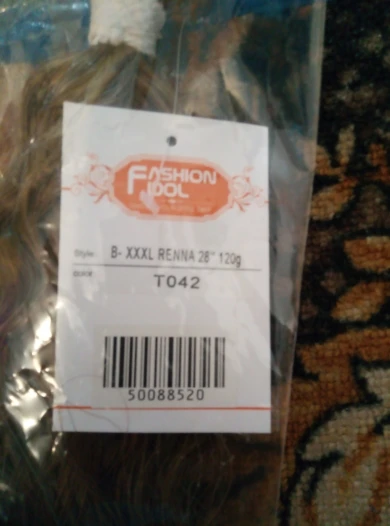 FASHION
IDOL
Style: B- XXXL RENNA 28" 120g
T042
50088520